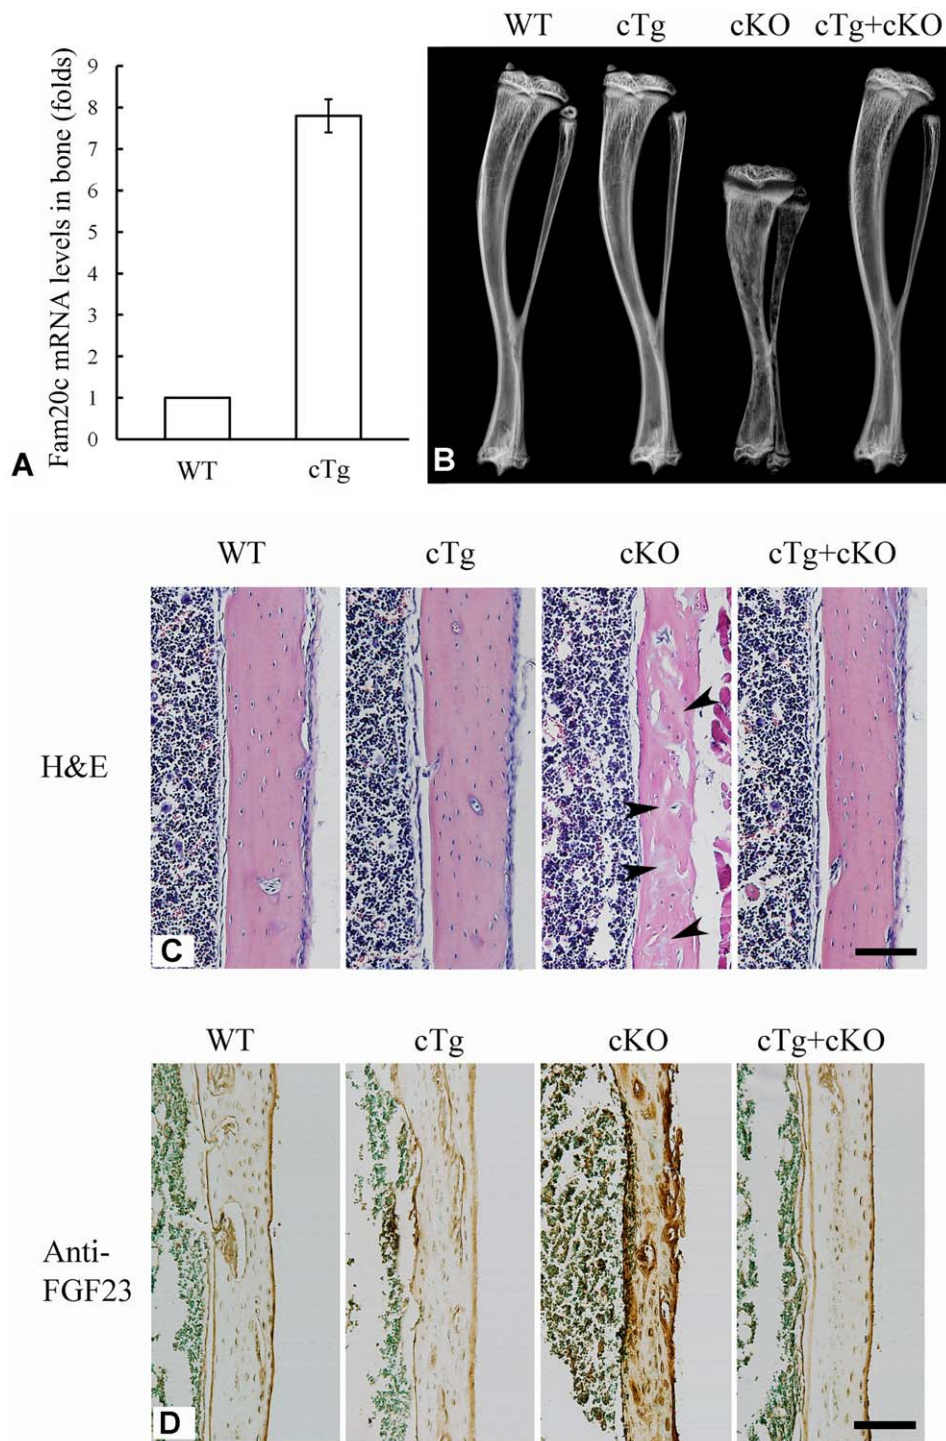 WT cTg cKO cTg+cKO
Fam20c mRNA levels in bone (folds)
9
8
7
6
5
4
3
2
1
0
WT cTg
A
B
WT cTg cKO cTg+cKO
H&E
C
WT cTg cKO cTg+cKO
Anti-
FGF23
D